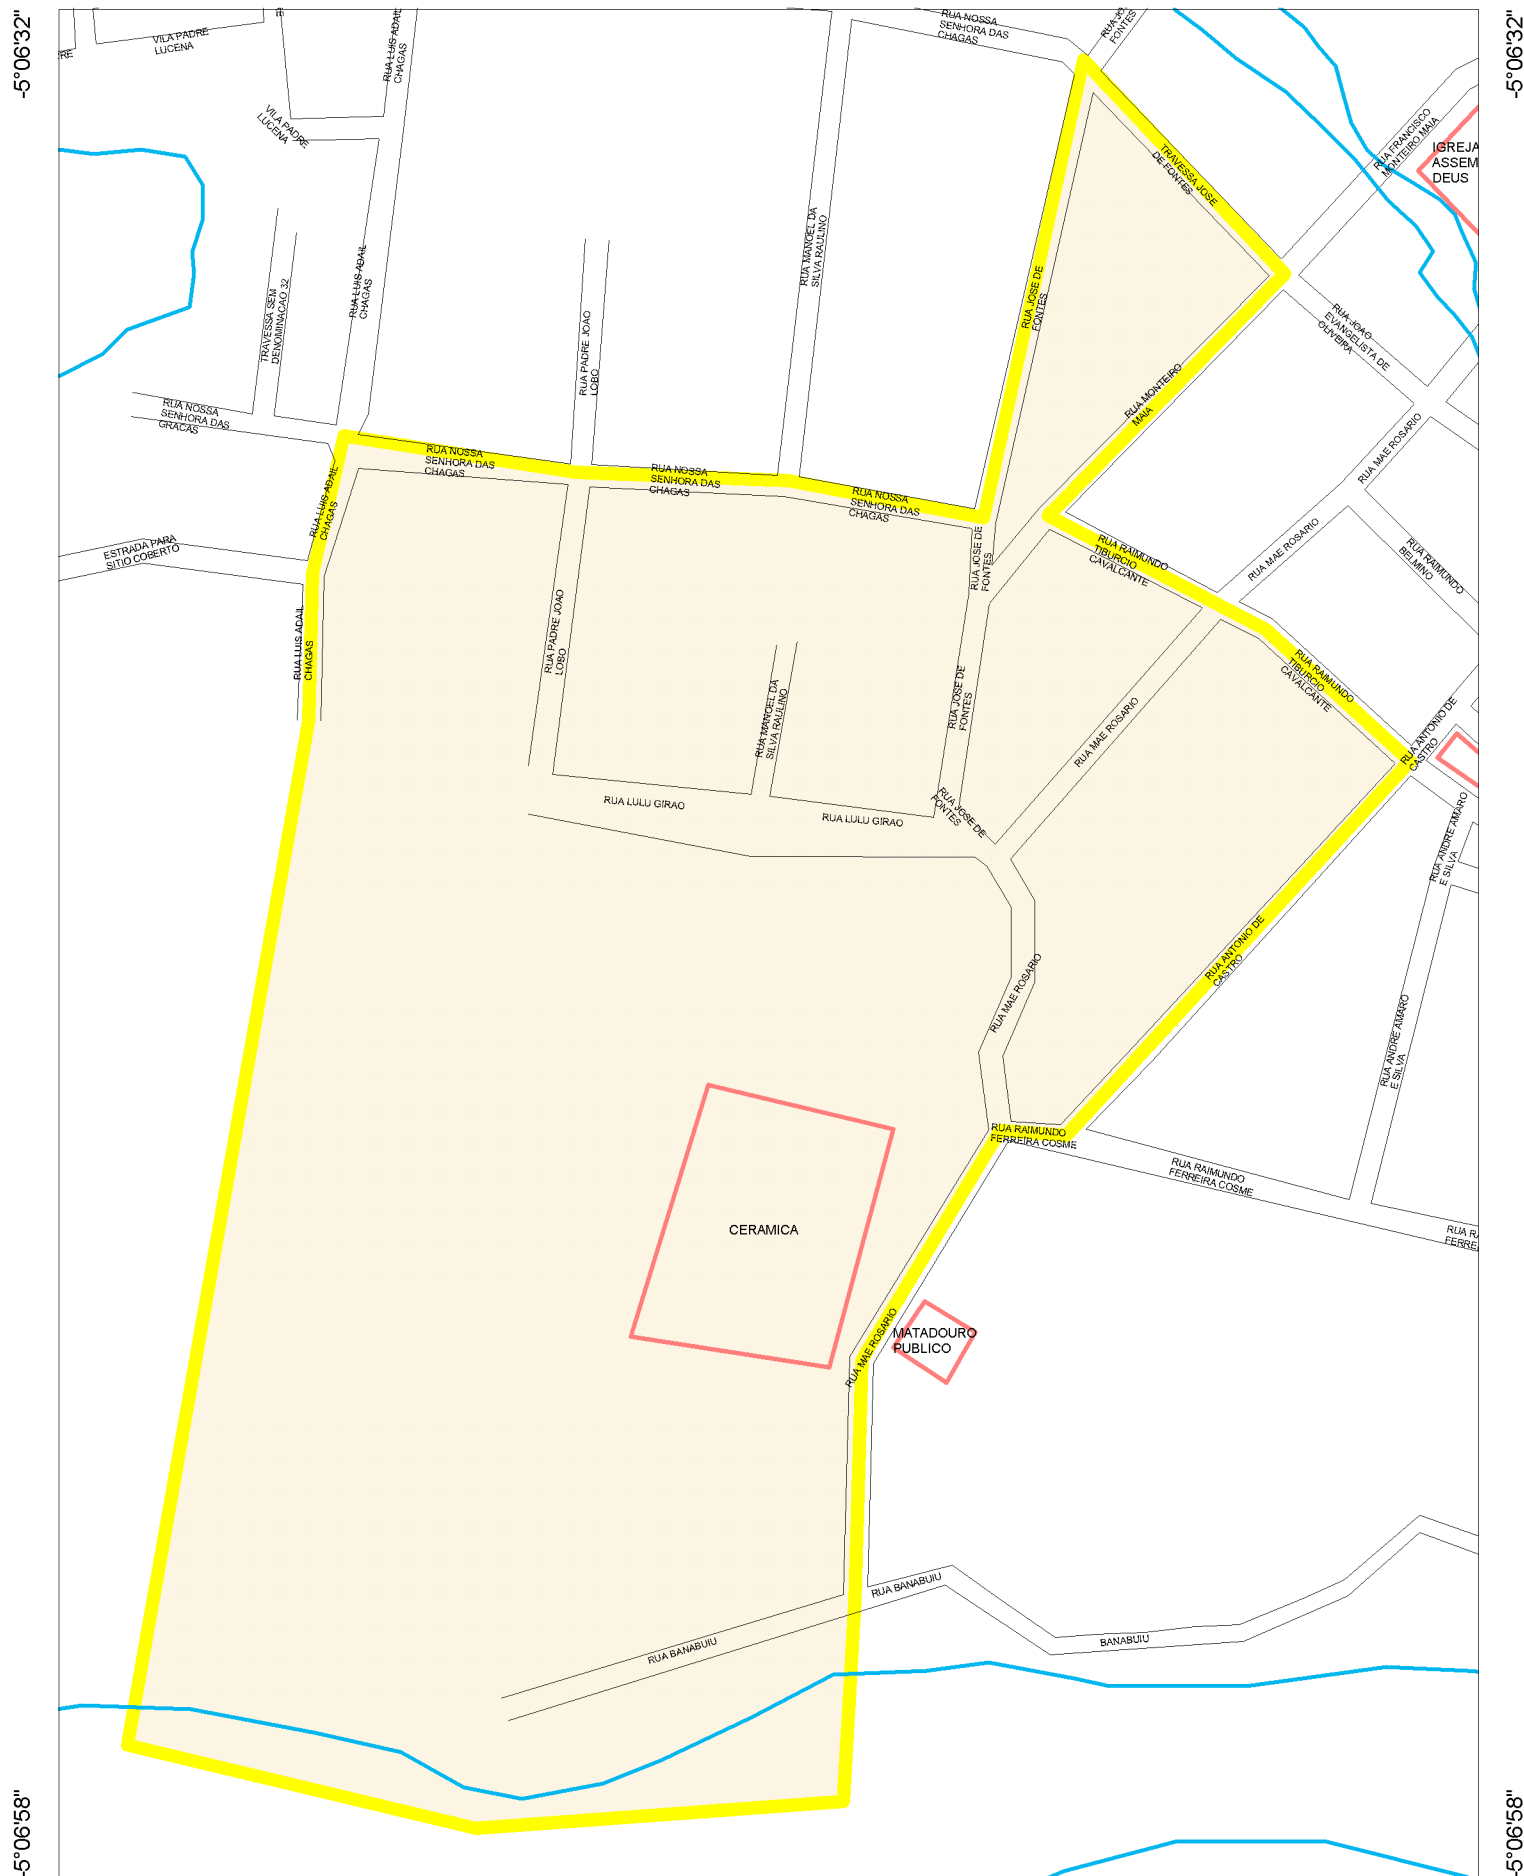 -5°06'32"
-5°06'32"
VILA PADRE
LUCENA
RUA LUIS ADAIL
CHAGAS
RUA NOSSA
SENHORA DAS
CHAGAS
FONTES
VILA PADRE
LUCENA
RUA FRANCISCO
MONTEIRO MAIA
IGREJA
ASSEM
DEUS
TRAVESSA JOSE
DE FONTES
RUA MANOEL DA
SILVA RAULINO
RUA LUIS ADAIL
CHAGAS
TRAVESSA SEM
DENOMINACAO 32
RUA JOSE DE
FONTES
RUA JOAO
EVANGELISTA DE
OLIVEIRA
RUA PADRE JOAO
LOBO
RUA MONTEIRO
MAIA
RUA NOSSA
SENHORA DAS
GRACAS
RUA MAE ROSARIO
RUA NOSSA
SENHORA DAS
CHAGAS
RUA NOSSA
SENHORA DAS
CHAGAS
RUA NOSSA
SENHORA DAS
CHAGAS
RUA LUIS ADAIL
CHAGAS
ESTRADA PARA
SITIO COBERTO
RUA JOSE DE
FONTES
RUA RAIMUNDO
TIBURCIO
CAVALCANTE
RUA MAE ROSARIO
RUA RAIMUNDO
BELMINO
RUA LUIS ADAIL
CHAGAS
RUA PADRE JOAO
LOBO
RUA MANOEL DA
SILVA RAULINO
RUA JOSE DE
FONTES
RUA RAIMUNDO
TIBURCIO
CAVALCANTE
RUA MAE ROSARIO
RUA ANTONIO DE
CASTRO
RUA LULU GIRAO
RUA LULU GIRAO
RUA JOSE DE
FONTES
RUA ANDRE AMARO
E SILVA
RUA ANTONIO DE
CASTRO
RUA MAE ROSARIO
RUA ANDRE AMARO
E SILVA
RUA RAIMUNDO
FERREIRA COSME
RUA RAIMUNDO
FERREIRA COSME
RUA R
FERRE
CERAMICA
RUA MAE ROSARIO
MATADOURO
PUBLICO
RUA BANABUIU
BANABUIU
RUA BANABUIU
-5°06'58"
-5°06'58"